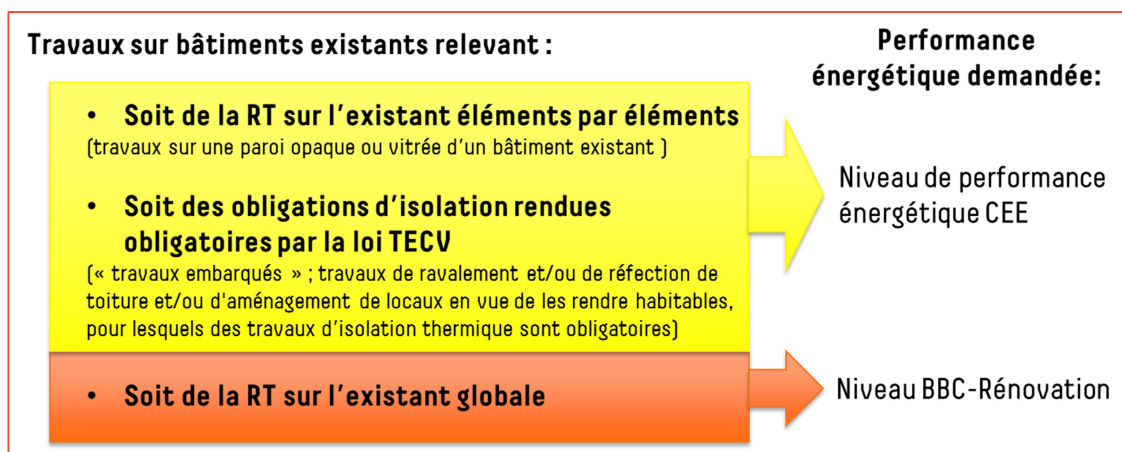 Travaux sur bâtiments existants relevant :
Performance
énergétique demandée:
• Soit de la RT sur l'existant éléments par éléments
(travaux sur une paroi opaque ou vitrée d'un bâtiment existant )
• Soit des obligations d'isolation rendues
obligatoires par la loi TECV
(« travaux embarqués » ; travaux de ravalement et/ou de réfection de
toiture et/ou d'aménagement de locaux en vue de les rendre habitables,
pour lesquels des travaux d'isolation thermique sont obligatoires)
Niveau de performance
énergétique CEE
• Soit de la RT sur l'existant globale
Niveau BBC-Rénovation